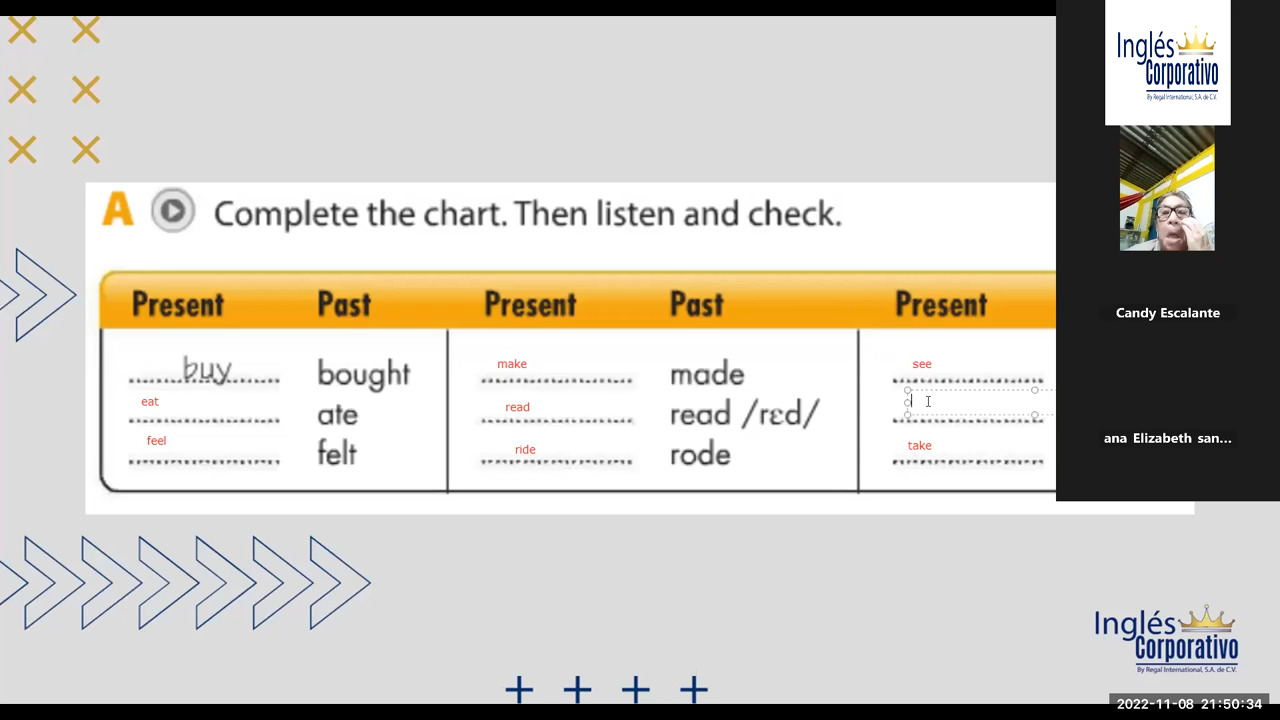 Inglés
Corporativo
By Regal International, S.A. de C.V.
A Complete the chart. Then listen and check.
Present Past Present Past Present
buy bought make made see
eat ate read read /rɛd/
feel felt ride rode take
Candy Escalante
ana Elizabeth san...
Inglés
Corporativo
By Regal International, S.A. de C.V.
2022-11-08 21:50:34